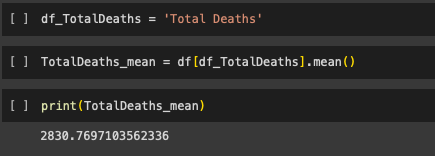 [ ] df_TotalDeaths = 'Total Deaths'
[ ] TotalDeaths_mean = df[df_TotalDeaths].mean()
[ ] print(TotalDeaths_mean)
2830.7697103562336